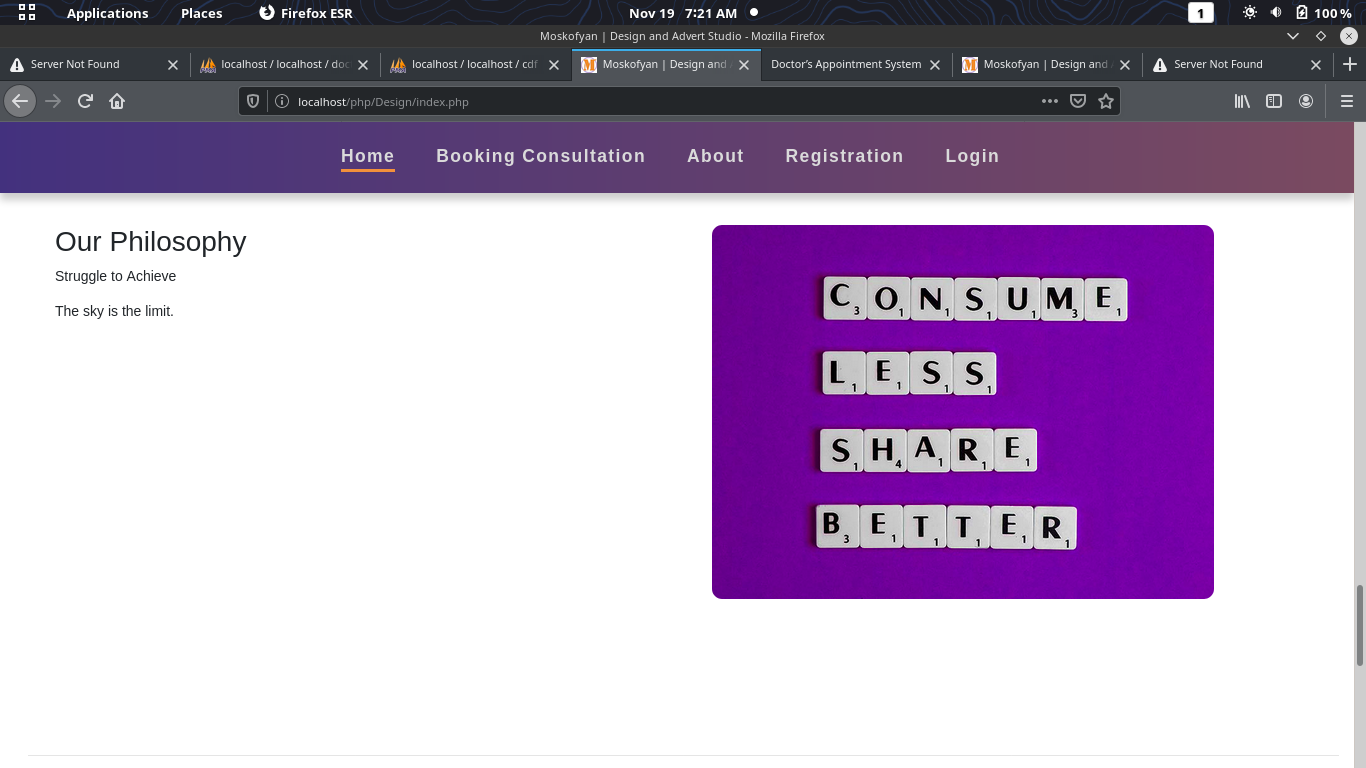 Applications Places Firefox ESR Nov 19 7:21 AM 1 100 %
Moskofyan | Design and Advert Studio - Mozilla Firefox
Server Not Found localhost / localhost / doc localhost / localhost / cdf Moskofyan | Design and Doctor's Appointment System Moskofyan | Design and Server Not Found
localhost/php/Design/index.php
Home Booking Consultation About Registration Login
Our Philosophy
Struggle to Achieve
The sky is the limit.
CONSUME
LESS
SHARE
BETTER